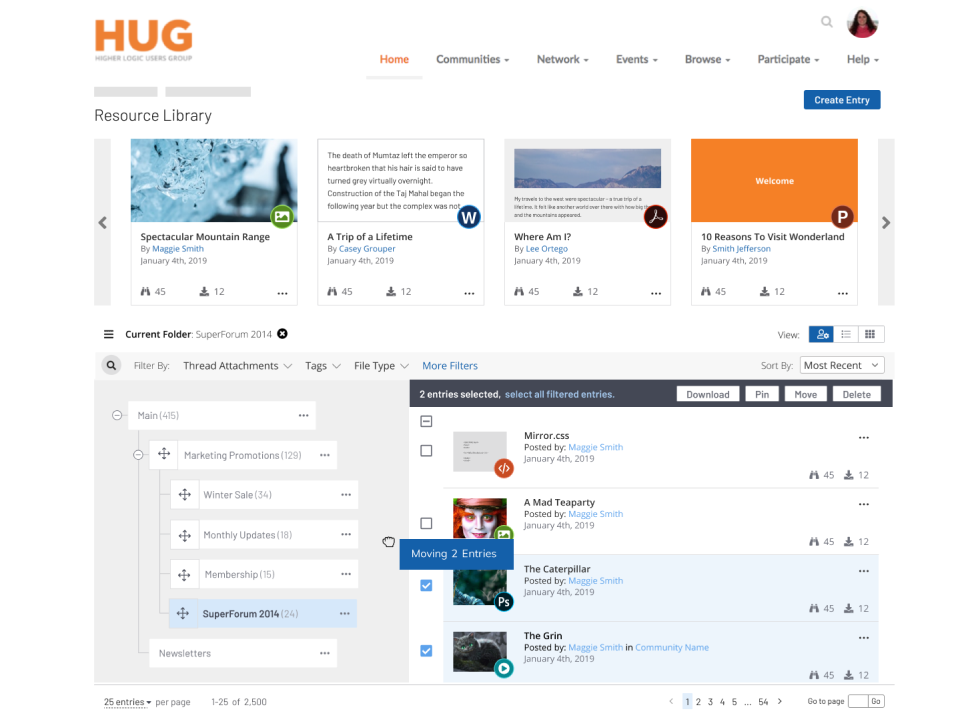 HUG
HIGHER LOGIC USERS GROUP
Home Communities Network Events Browse Participate Help
Resource Library
Create Entry
Spectacular Mountain Range
By Maggie Smith
January 4th, 2019
45 12 ...
The death of Mumtaz left the emperor so
heartbroken that his hair is said to have
turned grey virtually overnight.
Construction of the Taj Mahal began the
following year but the complex was not
W
A Trip of a Lifetime
By Casey Grouper
January 4th, 2019
45 12 ...
My travels to the west were spectacular – a true trip of a
lifetime. It felt like another world over there with how big the
and the mountains appeared.
Where Am I?
By Lee Ortego
January 4th, 2019
45 12 ...
Welcome
P
10 Reasons To Visit Wonderland
By Smith Jefferson
January 4th, 2019
45 12 ...
Current Folder: SuperForum 2014
View:
Filter By: Thread Attachments Tags File Type More Filters
Sort By: Most Recent
Main (415) ...
Marketing Promotions (129) ...
Winter Sale (34) ...
Monthly Updates (18) ...
Membership (15) ...
SuperForum 2014 (24) ...
Newsletters ...
2 entries selected, select all filtered entries.
Download Pin Move Delete
Mirror.css ...
Posted by: Maggie Smith
January 4th, 2019
45 12
A Mad Teaparty ...
Posted by: Maggie Smith
January 4th, 2019
45 12
Moving 2 Entries
The Caterpillar ...
Posted by: Maggie Smith
January 4th, 2019
Ps
45 12
The Grin ...
Posted by: Maggie Smith in Community Name
January 4th, 2019
45 12
25 entries per page 1-25 of 2,500
< 1 2 3 4 5 ... 54 >
Go to page Go